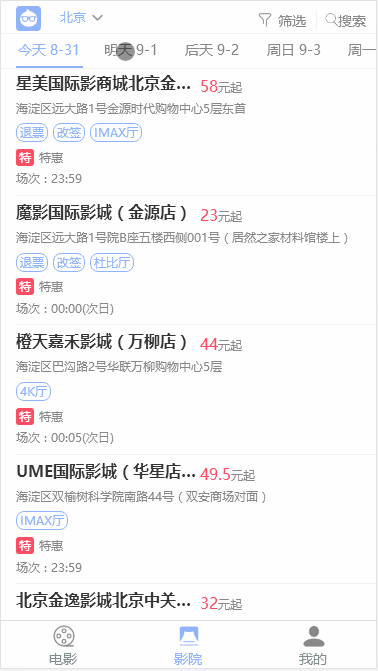 北京 筛选 搜索
今天 8-31 明天 9-1 后天 9-2 周日 9-3 周一
星美国际影商城北京金... 58元起
海淀区远大路1号金源时代购物中心5层东首
退票 改签 IMAX厅
特 特惠
场次：23:59
魔影国际影城（金源店） 23元起
海淀区远大路1号院B座五楼西侧001号（居然之家材料馆楼上）
退票 改签 杜比厅
特 特惠
场次：00:00(次日)
橙天嘉禾影城（万柳店） 44元起
海淀区巴沟路2号华联万柳购物中心5层
4K厅
特 特惠
场次：00:05(次日)
UME国际影城（华星店... 49.5元起
海淀区双榆树科学院南路44号（双安商场对面）
IMAX厅
特 特惠
场次：23:59
北京金逸影城北京中关... 32元起
电影 影院 我的